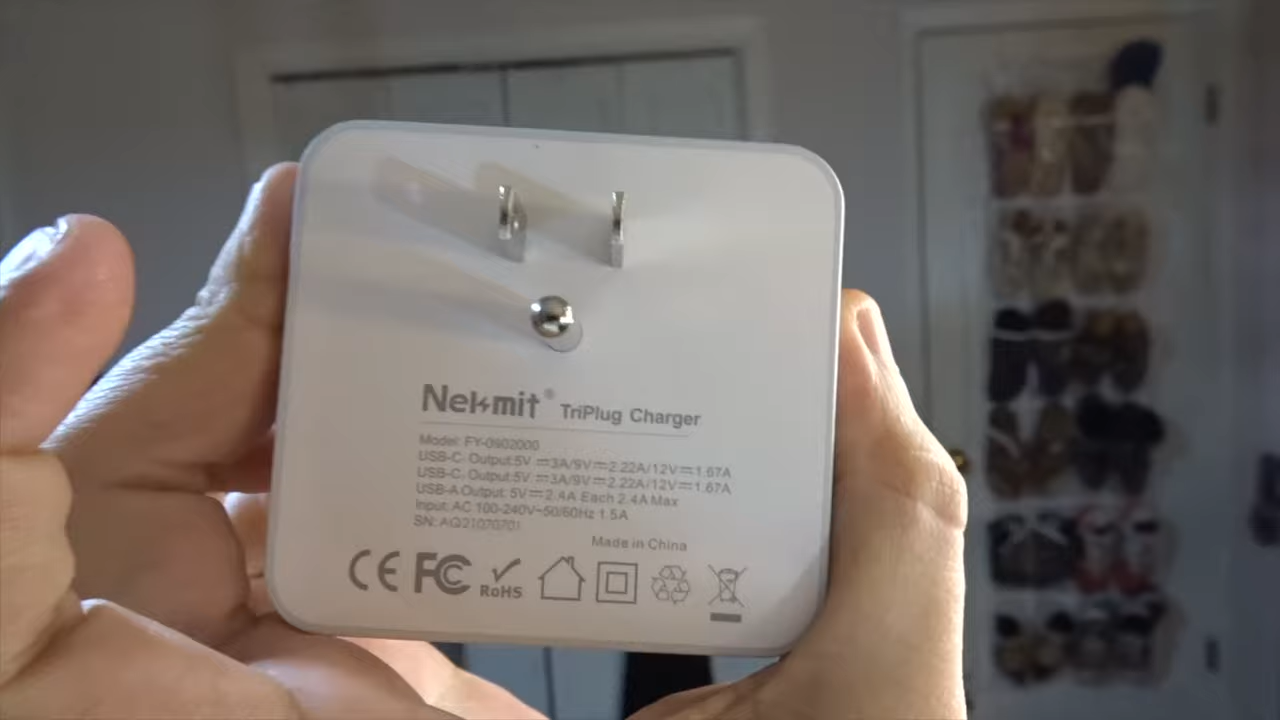 Nekmit® TriPlug Charger
Model: FY-0902000
USB-C1 Output:5V⎓3A/9V⎓2.22A/12V⎓1.67A
USB-C2 Output:5V⎓3A/9V⎓2.22A/12V⎓1.67A
USB-A Output: 5V⎓2.4A Each 2.4A Max
Input: AC 100-240V~50/60Hz 1.5A
SN: AQ21070701
Made in China
CE FC RoHS